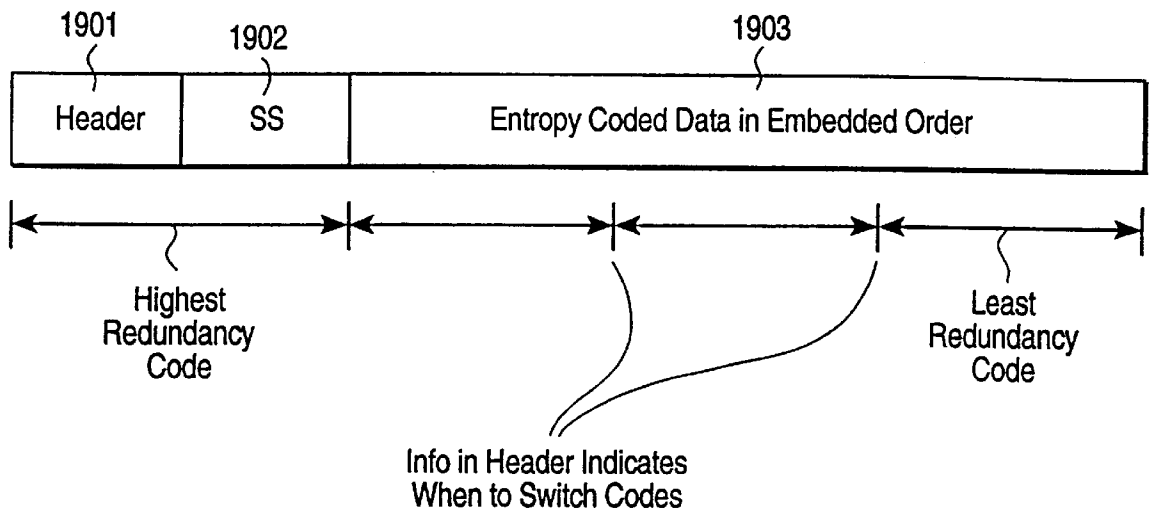 1901
1902
1903
Header
SS
Entropy Coded Data in Embedded Order
Highest
Redundancy
Code
Least
Redundancy
Code
Info in Header Indicates
When to Switch Codes